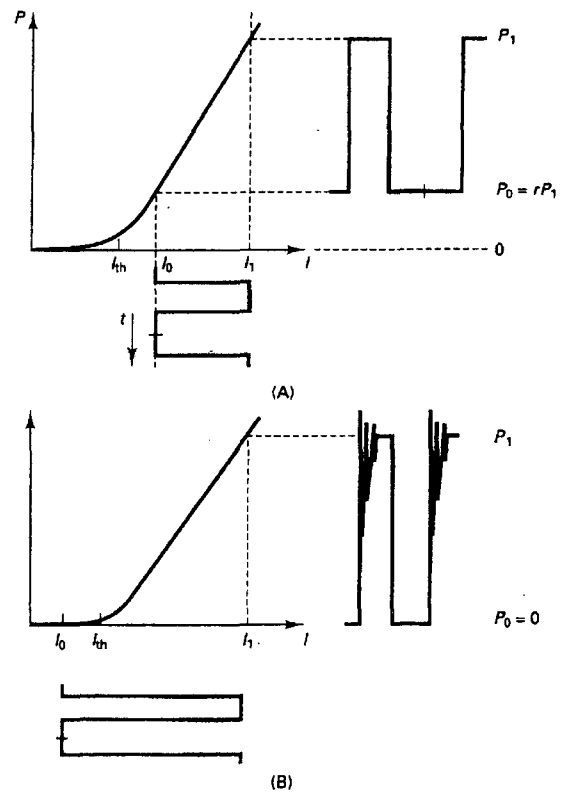 P
P₁
P₀ = rP₁
0
Ith I₀ I₁ I
t
(A)
P₁
P₀ = 0
I₀ Ith I₁ I
(B)